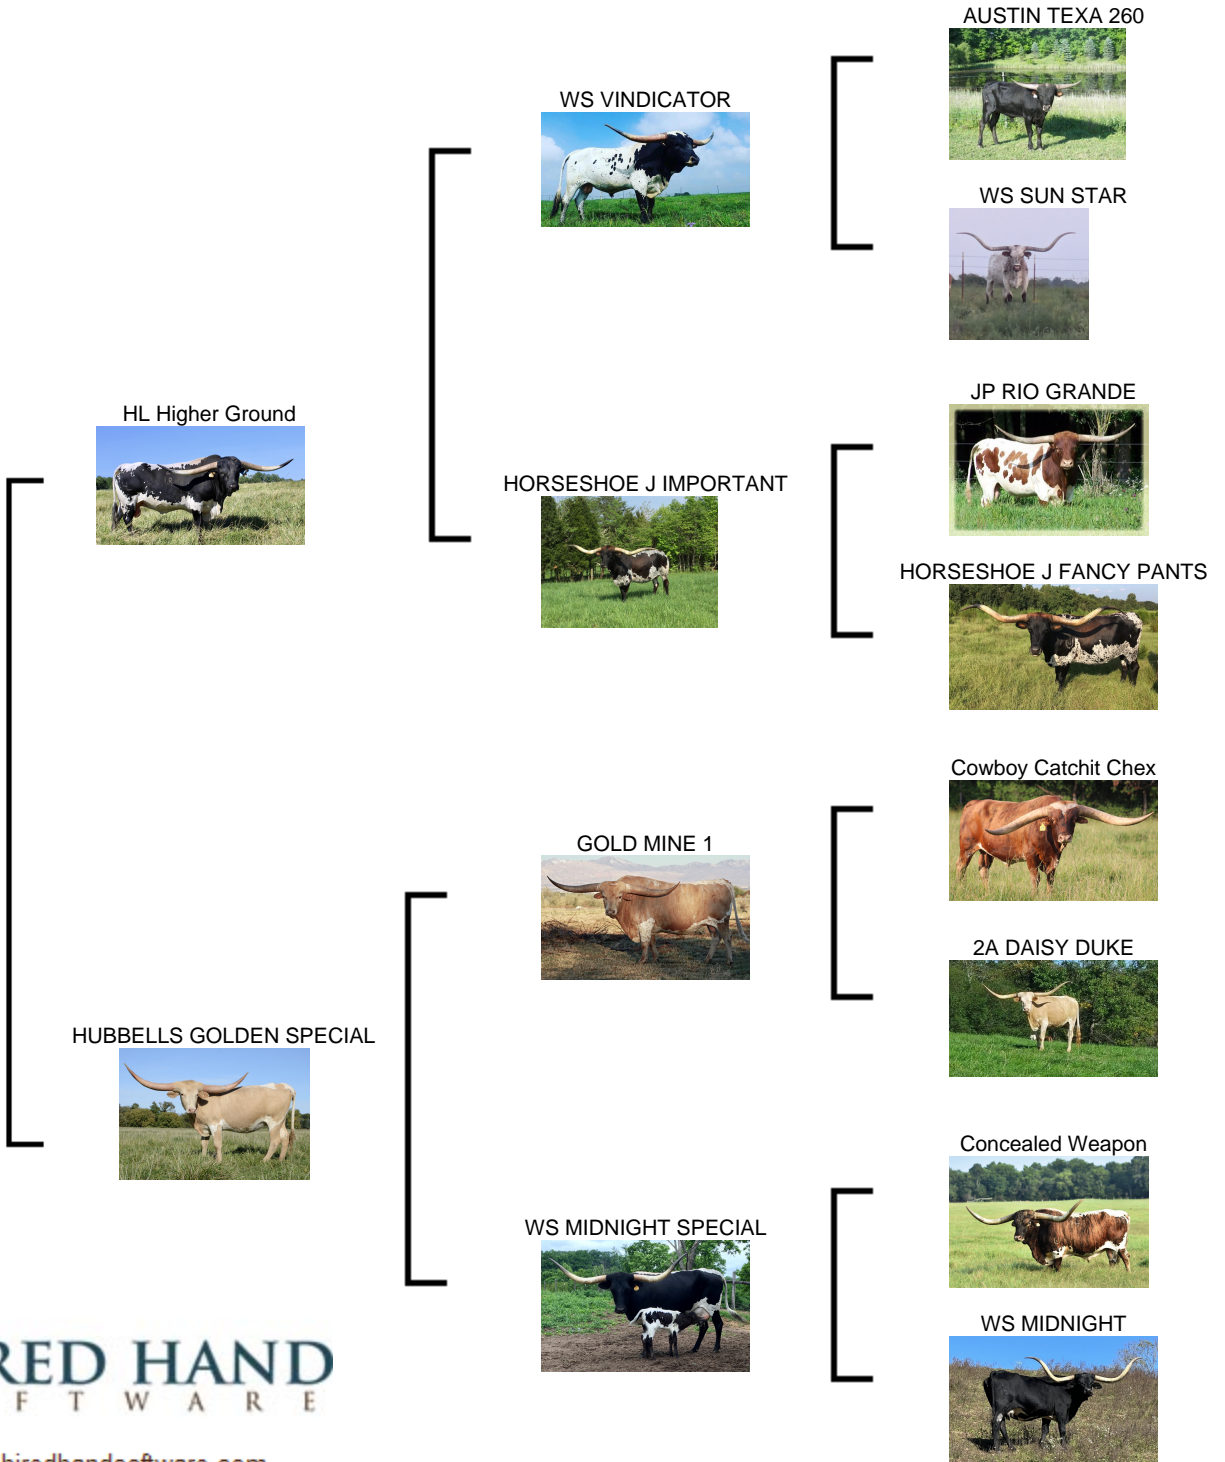 AUSTIN TEXA 260
WS VINDICATOR
WS SUN STAR
JP RIO GRANDE
HL Higher Ground
HORSESHOE J IMPORTANT
HORSESHOE J FANCY PANTS
Cowboy Catchit Chex
GOLD MINE 1
2A DAISY DUKE
HUBBELLS GOLDEN SPECIAL
Concealed Weapon
WS MIDNIGHT SPECIAL
WS MIDNIGHT
RED HAND
F T W A R E
hiredhandsoftware.com